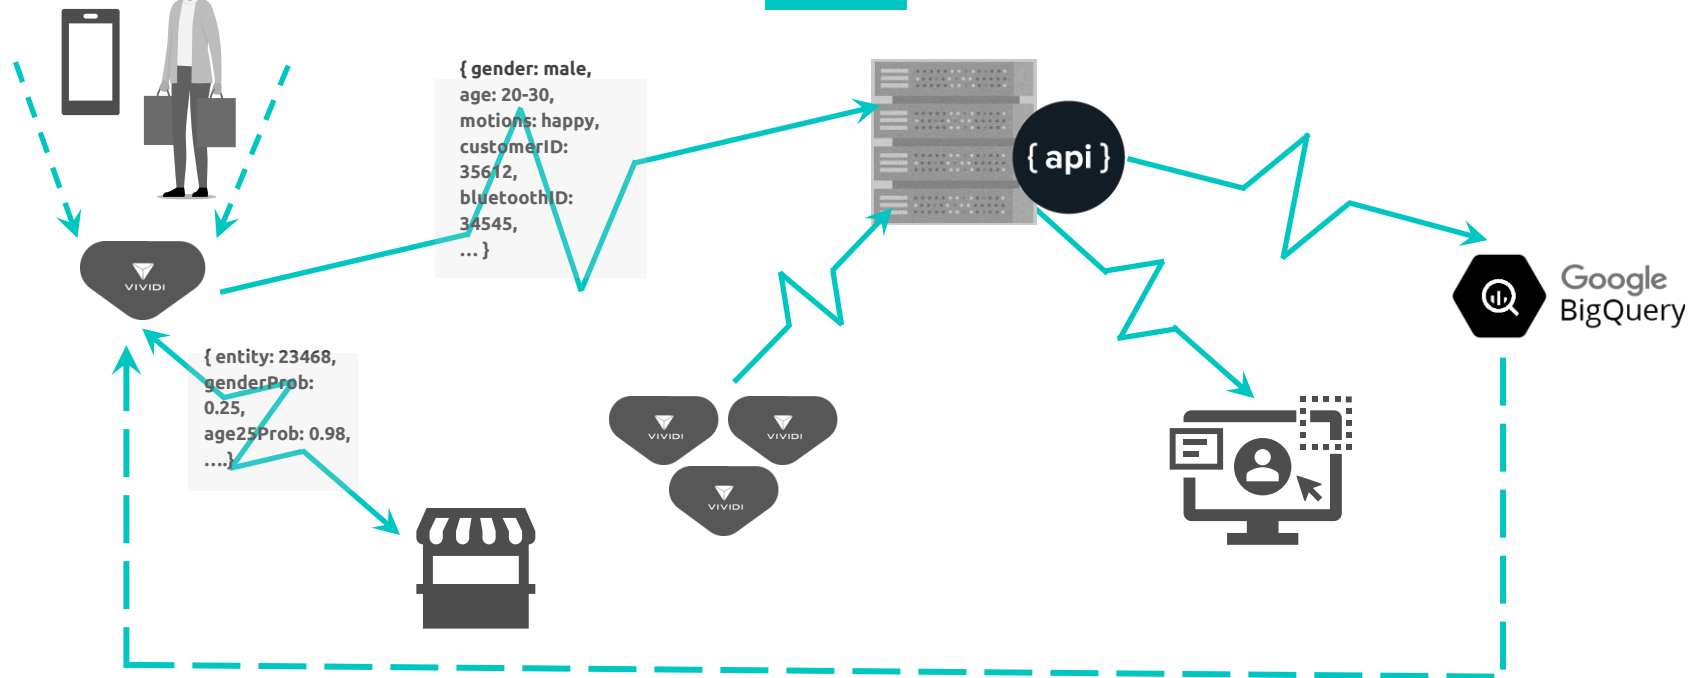 { gender: male,
age: 20-30,
motions: happy,
customerID:
35612,
bluetoothID:
34545,
... }
{ api }
VIVIDI
Google
BigQuery
{ entity: 23468,
genderProb:
0.25,
age25Prob: 0.98,
....}
VIVIDI
VIVIDI
VIVIDI